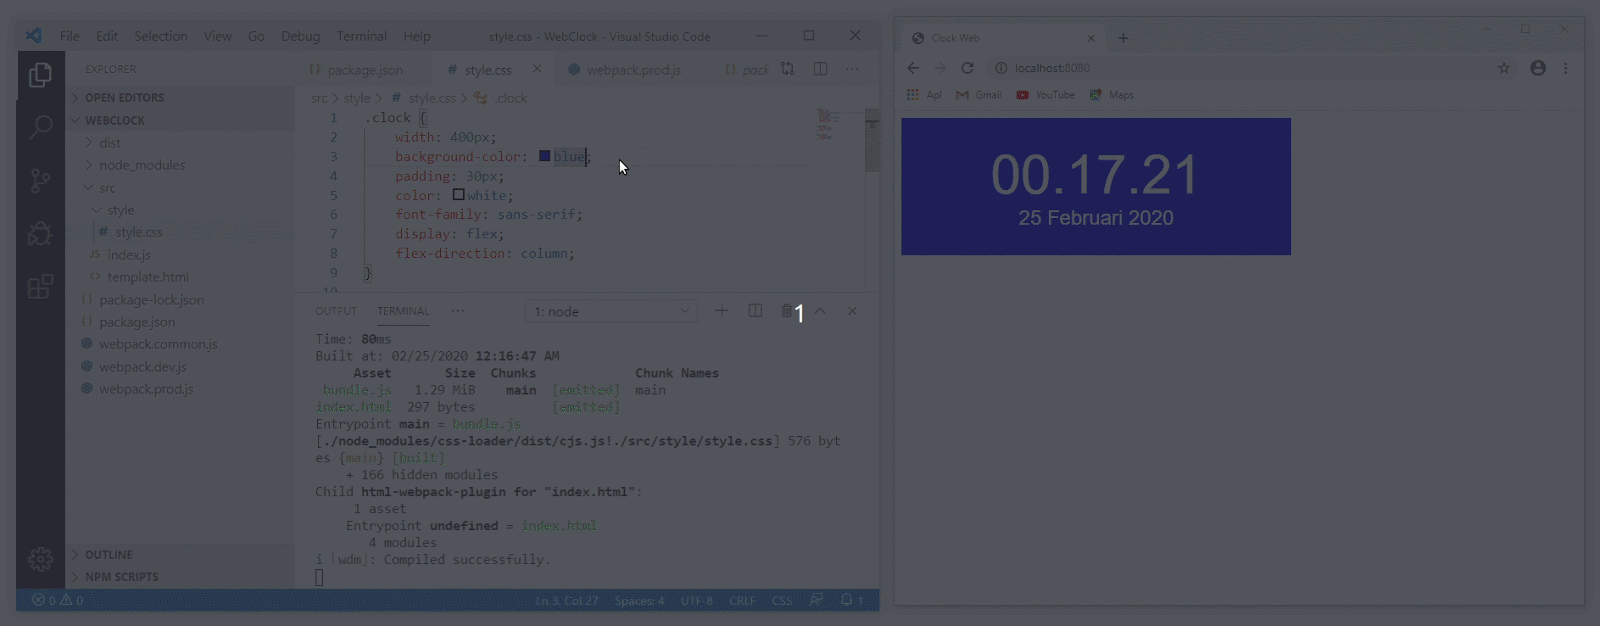 File Edit Selection View Go Debug Terminal Help style.css - WebClock - Visual Studio Code
EXPLORER
OPEN EDITORS
WEBCLOCK
dist
node_modules
src
style
# style.css
JS index.js
<> template.html
{} package-lock.json
{} package.json
webpack.common.js
webpack.dev.js
webpack.prod.js
OUTLINE
NPM SCRIPTS
{} package.json # style.css webpack.prod.js {} pack ...
src > style > # style.css > .clock
1 .clock {
2 width: 400px;
3 background-color: blue;
4 padding: 30px;
5 color: white;
6 font-family: sans-serif;
7 display: flex;
8 flex-direction: column;
9 }
10
OUTPUT TERMINAL ... 1: node
1
Time: 80ms
Built at: 02/25/2020 12:16:47 AM
Asset Size Chunks Chunk Names
bundle.js 1.29 MiB main [emitted] main
index.html 297 bytes [emitted]
Entrypoint main = bundle.js
[./node_modules/css-loader/dist/cjs.js!./src/style/style.css] 576 byt
es {main} [built]
+ 166 hidden modules
Child html-webpack-plugin for "index.html":
1 asset
Entrypoint undefined = index.html
4 modules
i ｢wdm｣: Compiled successfully.
0 0 Ln 3, Col 27 Spaces: 4 UTF-8 CRLF CSS 1
Clock Web
localhost:8080
Apl Gmail YouTube Maps
00.17.21
25 Februari 2020